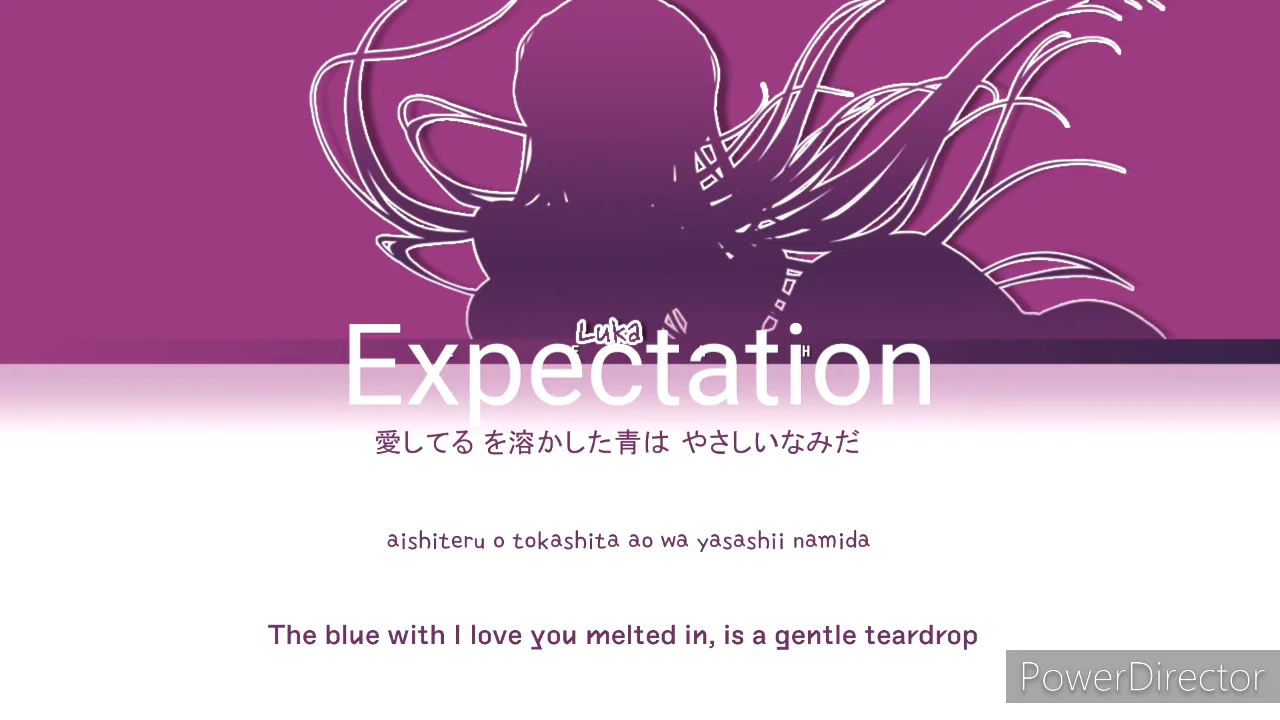 Luka
Expectation
愛してる を溶かした青は やさしいなみだ
aishiteru o tokashita ao wa yasashii namida
The blue with I love you melted in, is a gentle teardrop
PowerDirector